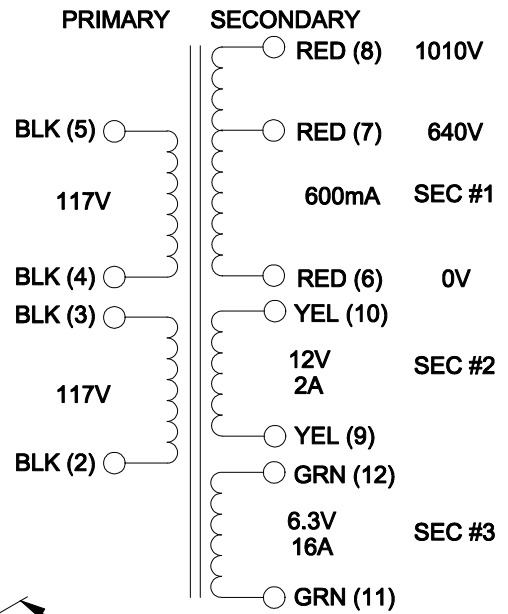 PRIMARY SECONDARY
RED (8) 1010V
BLK (5) RED (7) 640V
117V 600mA SEC #1
BLK (4) RED (6) 0V
BLK (3) YEL (10)
12V SEC #2
2A
117V
YEL (9)
BLK (2)
GRN (12)
6.3V
16A SEC #3
GRN (11)